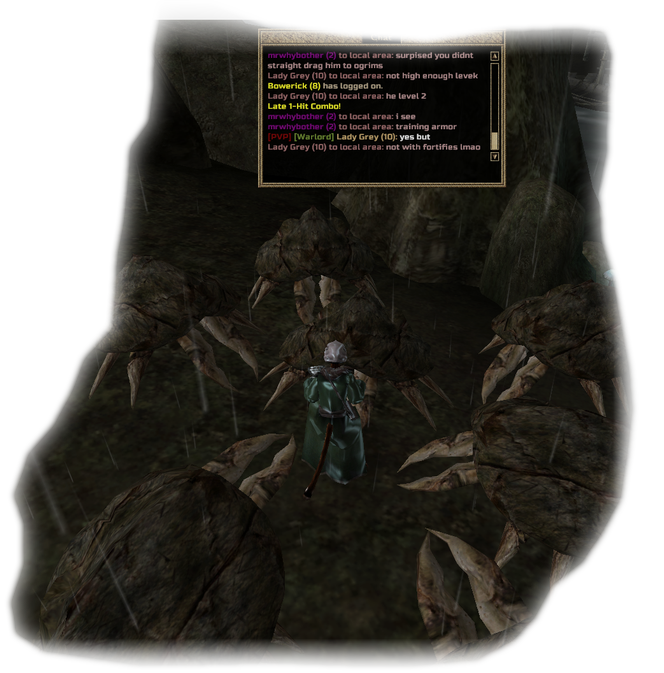 mrwhybother (2) to local area: surpised you didnt
straight drag him to ogrims
Lady Grey (10) to local area: not high enough levek
Bowerick (8) has logged on.
Lady Grey (10) to local area: he level 2
Late 1-Hit Combo!
mrwhybother (2) to local area: i see
mrwhybother (2) to local area: training armor
[PVP] [Warlord] Lady Grey (10): yes but
Lady Grey (10) to local area: not with fortifies lmao